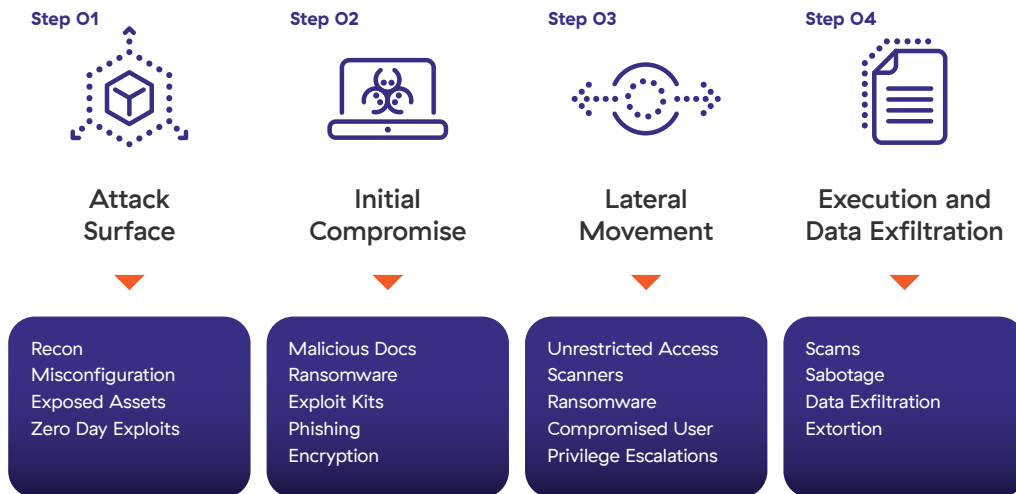 Step 01
Attack
Surface
Recon
Misconfiguration
Exposed Assets
Zero Day Exploits
Step 02
Initial
Compromise
Malicious Docs
Ransomware
Exploit Kits
Phishing
Encryption
Step 03
Lateral
Movement
Unrestricted Access
Scanners
Ransomware
Compromised User
Privilege Escalations
Step 04
Execution and
Data Exfiltration
Scams
Sabotage
Data Exfiltration
Extortion